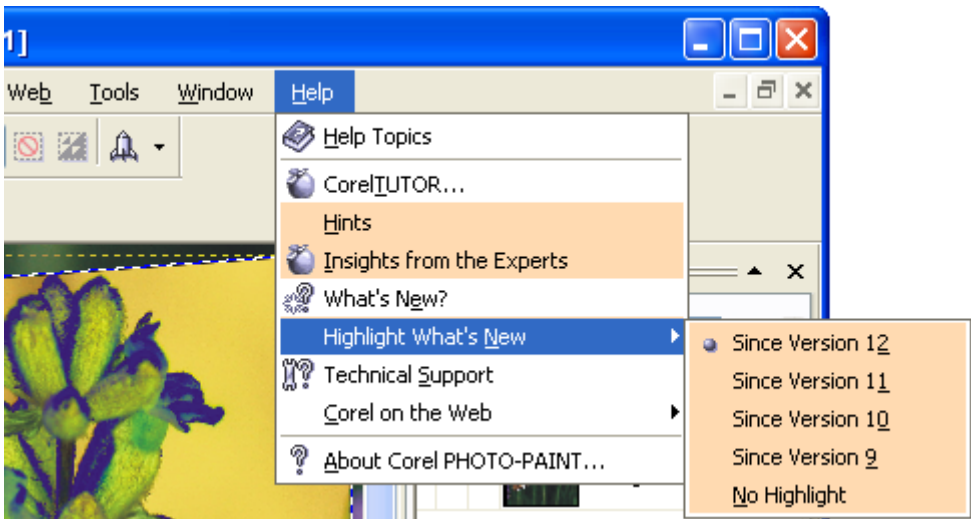 1]
Web Tools Window Help
Help Topics
CorelTUTOR...
Hints
Insights from the Experts
What's New?
Highlight What's New
Technical Support
Corel on the Web
About Corel PHOTO-PAINT...
Since Version 12
Since Version 11
Since Version 10
Since Version 9
No Highlight